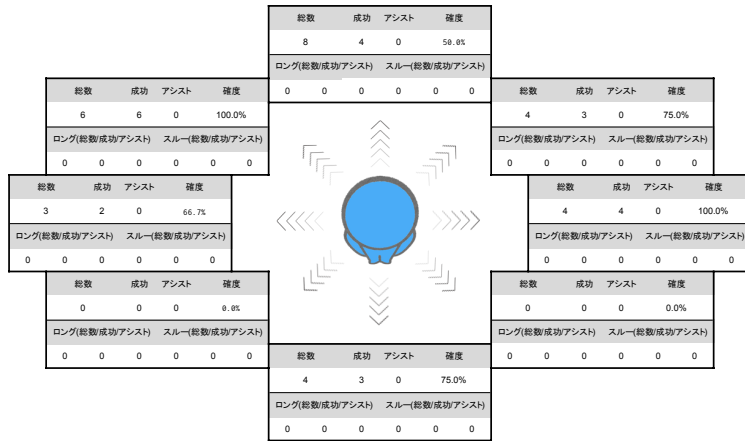 総数 成功 アシスト 確度
8 4 0 50.0%
ロング(総数/成功/アシスト) スルー(総数/成功/アシスト)
0 0 0 0 0 0
総数 成功 アシスト 確度
6 6 0 100.0%
ロング(総数/成功/アシスト) スルー(総数/成功/アシスト)
0 0 0 0 0 0
総数 成功 アシスト 確度
4 3 0 75.0%
ロング(総数/成功/アシスト) スルー(総数/成功/アシスト)
0 0 0 0 0 0
総数 成功 アシスト 確度
3 2 0 66.7%
ロング(総数/成功/アシスト) スルー(総数/成功/アシスト)
0 0 0 0 0 0
総数 成功 アシスト 確度
4 4 0 100.0%
ロング(総数/成功/アシスト) スルー(総数/成功/アシスト)
0 0 0 0 0 0
総数 成功 アシスト 確度
0 0 0 0.0%
ロング(総数/成功/アシスト) スルー(総数/成功/アシスト)
0 0 0 0 0 0
総数 成功 アシスト 確度
0 0 0 0.0%
ロング(総数/成功/アシスト) スルー(総数/成功/アシスト)
0 0 0 0 0 0
総数 成功 アシスト 確度
4 3 0 75.0%
ロング(総数/成功/アシスト) スルー(総数/成功/アシスト)
0 0 0 0 0 0